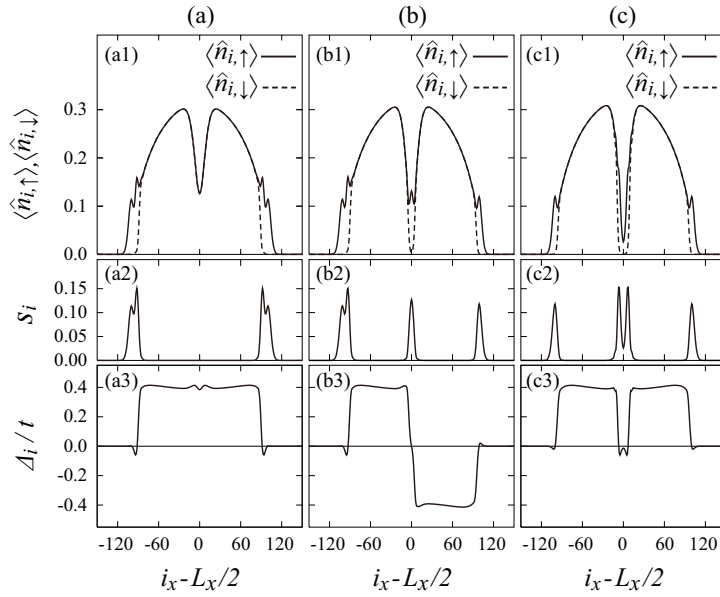 (a) (b) (c)
(a1) ⟨n̂ᵢ,↑⟩ (b1) ⟨n̂ᵢ,↑⟩ (c1) ⟨n̂ᵢ,↑⟩
⟨n̂ᵢ,↓⟩ ⟨n̂ᵢ,↓⟩ ⟨n̂ᵢ,↓⟩
⟨n̂ᵢ,↑⟩,⟨n̂ᵢ,↓⟩
0.3
0.2
0.1
0.0
(a2) (b2) (c2)
sᵢ
0.15
0.10
0.05
0.00
(a3) (b3) (c3)
Δᵢ / t
0.4
0.2
0.0
-0.2
-0.4
-120 -60 0 60 120 -120 -60 0 60 120 -120 -60 0 60 120
iₓ-Lₓ/2 iₓ-Lₓ/2 iₓ-Lₓ/2